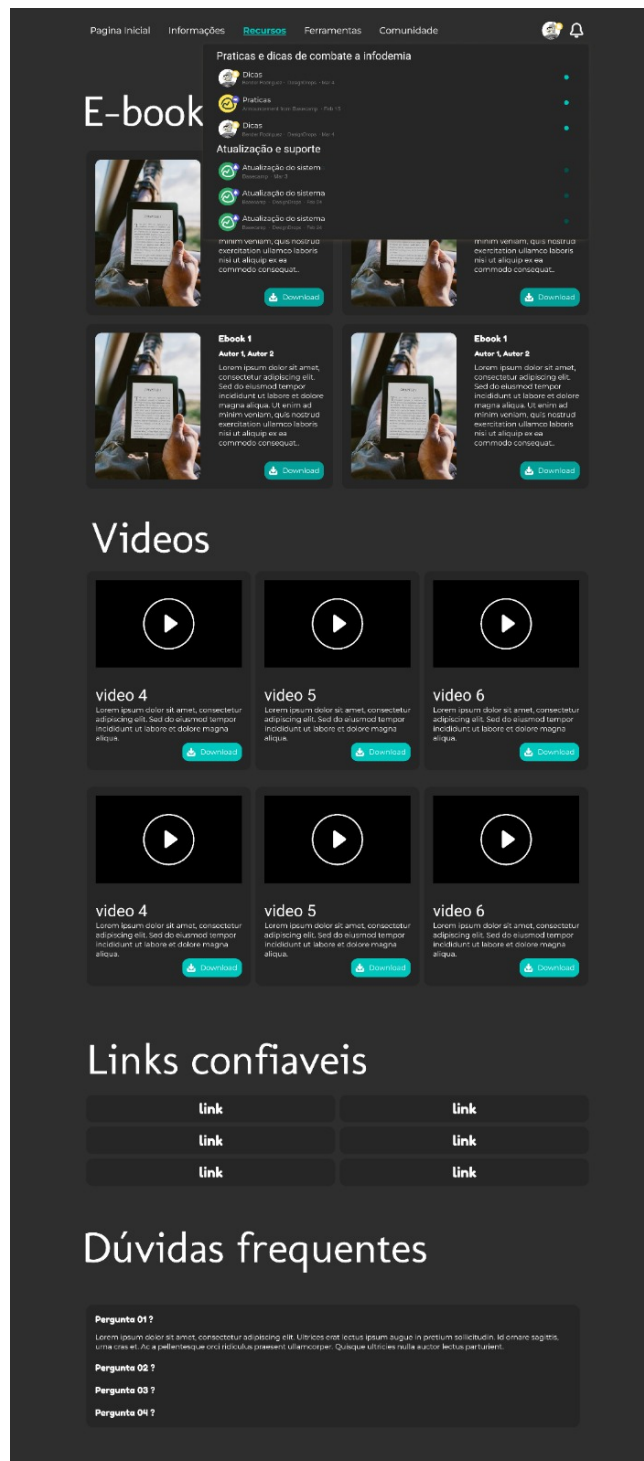 Pagina Inicial Informações Recursos Ferramentas Comunidade
Praticas e dicas de combate a infodemia
Dicas
Praticas
Dicas
Atualização e suporte
Atualização do sistem
Atualização do sistema
Atualização do sistema
E-book
minim veniam, quis nostrud
exercitation ullamco laboris
nisi ut aliquip ex ea
commodo consequat..
Download
minim veniam, quis nostrud
exercitation ullamco laboris
nisi ut aliquip ex ea
commodo consequat..
Download
Ebook 1
Autor 1, Autor 2
Lorem ipsum dolor sit amet,
consectetur adipiscing elit.
Sed do eiusmod tempor
incididunt ut labore et dolore
magna aliqua. Ut enim ad
minim veniam, quis nostrud
exercitation ullamco laboris
nisi ut aliquip ex ea
commodo consequat..
Download
Ebook 1
Autor 1, Autor 2
Lorem ipsum dolor sit amet,
consectetur adipiscing elit.
Sed do eiusmod tempor
incididunt ut labore et dolore
magna aliqua. Ut enim ad
minim veniam, quis nostrud
exercitation ullamco laboris
nisi ut aliquip ex ea
commodo consequat..
Download
Videos
video 4
Lorem ipsum dolor sit amet, consectetur
adipiscing elit. Sed do eiusmod tempor
incididunt ut labore et dolore magna
aliqua.
Download
video 5
Lorem ipsum dolor sit amet, consectetur
adipiscing elit. Sed do eiusmod tempor
incididunt ut labore et dolore magna
aliqua.
Download
video 6
Lorem ipsum dolor sit amet, consectetur
adipiscing elit. Sed do eiusmod tempor
incididunt ut labore et dolore magna
aliqua.
Download
video 4
Lorem ipsum dolor sit amet, consectetur
adipiscing elit. Sed do eiusmod tempor
incididunt ut labore et dolore magna
aliqua.
Download
video 5
Lorem ipsum dolor sit amet, consectetur
adipiscing elit. Sed do eiusmod tempor
incididunt ut labore et dolore magna
aliqua.
Download
video 6
Lorem ipsum dolor sit amet, consectetur
adipiscing elit. Sed do eiusmod tempor
incididunt ut labore et dolore magna
aliqua.
Download
Links confiaveis
link
link
link
link
link
link
Dúvidas frequentes
Pergunta 01 ?
Lorem ipsum dolor sit amet, consectetur adipiscing elit. Ultrices erat lectus ipsum augue in pretium sollicitudin. Id ornare sagittis,
urna cras et. Ac a pellentesque orci ridiculus praesent ullamcorper. Quisque ultricies nulla auctor lectus parturient.
Pergunta 02 ?
Pergunta 03 ?
Pergunta 04 ?